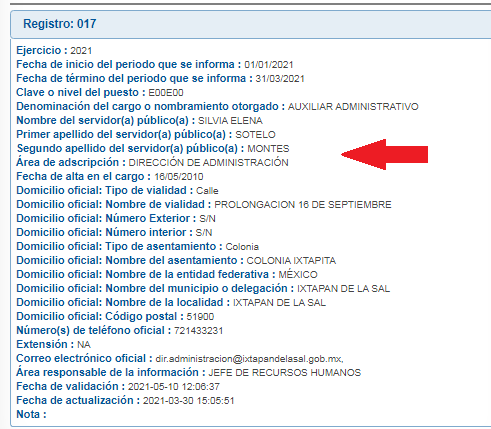 Registro: 017
Ejercicio : 2021
Fecha de inicio del periodo que se informa : 01/01/2021
Fecha de término del periodo que se informa : 31/03/2021
Clave o nivel del puesto : E00E00
Denominación del cargo o nombramiento otorgado : AUXILIAR ADMINISTRATIVO
Nombre del servidor(a) público(a) : SILVIA ELENA
Primer apellido del servidor(a) público(a) : SOTELO
Segundo apellido del servidor(a) público(a) : MONTES
Área de adscripción : DIRECCIÓN DE ADMINISTRACIÓN
Fecha de alta en el cargo : 16/05/2010
Domicilio oficial: Tipo de vialidad : Calle
Domicilio oficial: Nombre de vialidad : PROLONGACION 16 DE SEPTIEMBRE
Domicilio oficial: Número Exterior : S/N
Domicilio oficial: Número interior : S/N
Domicilio oficial: Tipo de asentamiento : Colonia
Domicilio oficial: Nombre del asentamiento : COLONIA IXTAPITA
Domicilio oficial: Nombre de la entidad federativa : MÉXICO
Domicilio oficial: Nombre del municipio o delegación : IXTAPAN DE LA SAL
Domicilio oficial: Nombre de la localidad : IXTAPAN DE LA SAL
Domicilio oficial: Código postal : 51900
Número(s) de teléfono oficial : 721433231
Extensión : NA
Correo electrónico oficial : dir.administracion@ixtapandelasal.gob.mx,
Área responsable de la información : JEFE DE RECURSOS HUMANOS
Fecha de validación : 2021-05-10 12:06:37
Fecha de actualización : 2021-03-30 15:05:51
Nota :